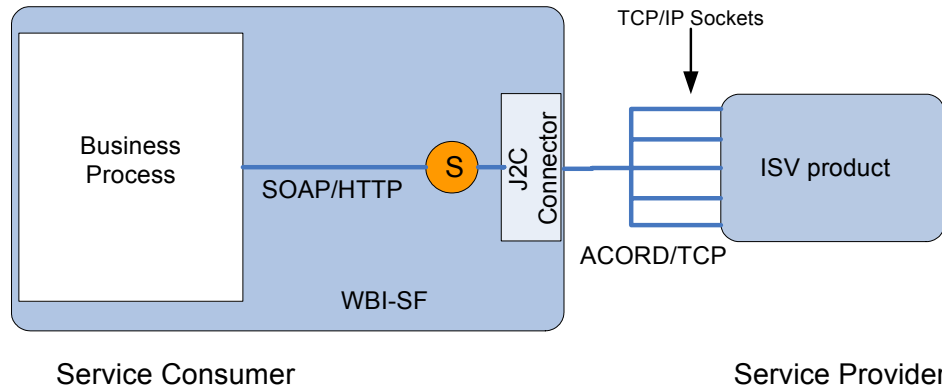 TCP/IP Sockets
Business
Process
SOAP/HTTP
S
J2C
Connector
ISV product
ACORD/TCP
WBI-SF
Service Consumer
Service Provider